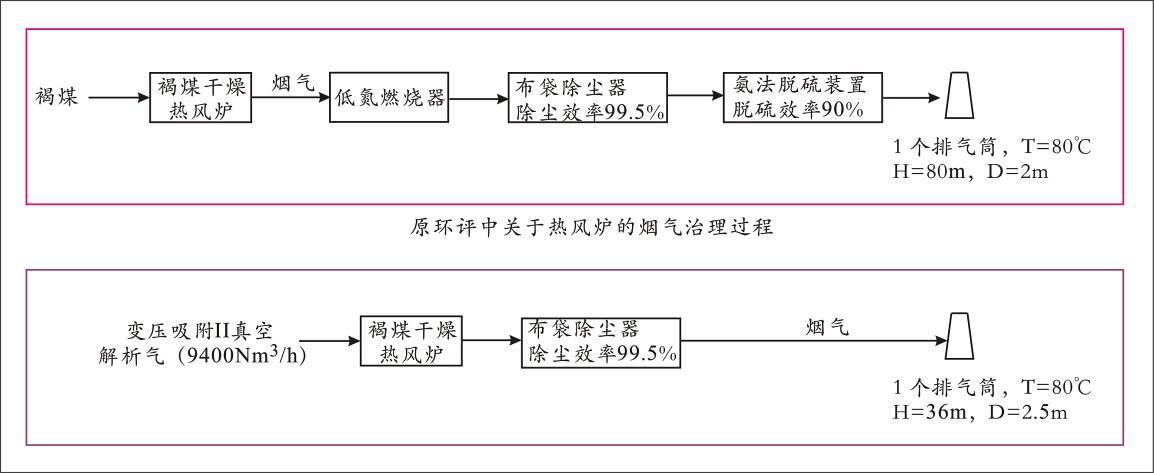 褐煤
褐煤干燥
热风炉
烟气
低氮燃烧器
布袋除尘器
除尘效率99.5%
氨法脱硫装置
脱硫效率90%
1个排气筒，T=80℃
H=80m，D=2m
原环评中关于热风炉的烟气治理过程
变压吸附II真空
解析气（9400Nm³/h）
褐煤干燥
热风炉
布袋除尘器
除尘效率99.5%
烟气
1个排气筒，T=80℃
H=36m，D=2.5m